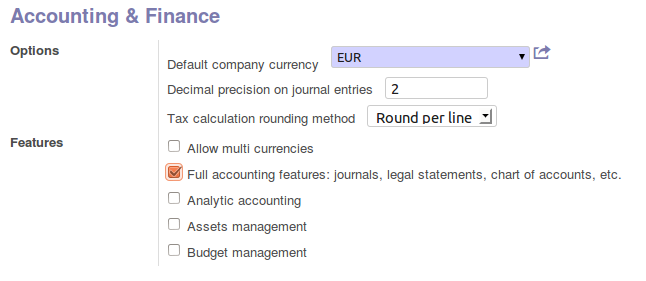 Accounting & Finance
Options
Default company currency EUR
Decimal precision on journal entries 2
Tax calculation rounding method Round per line
Features
Allow multi currencies
Full accounting features: journals, legal statements, chart of accounts, etc.
Analytic accounting
Assets management
Budget management